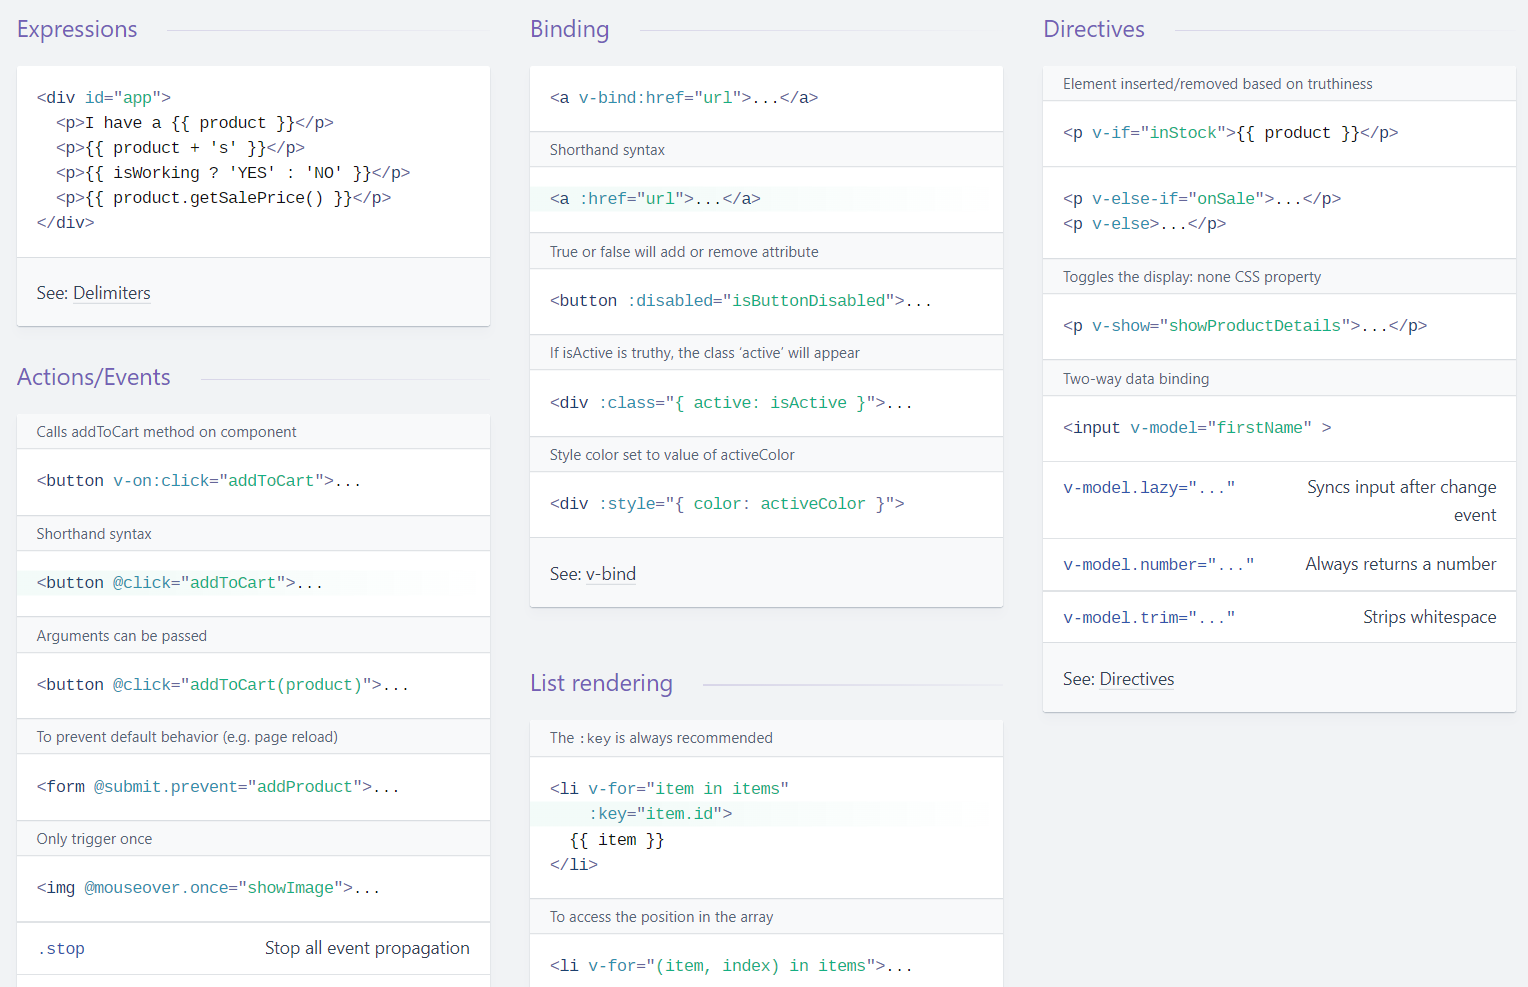 Expressions
<div id="app">
  <p>I have a {{ product }}</p>
  <p>{{ product + 's' }}</p>
  <p>{{ isWorking ? 'YES' : 'NO' }}</p>
  <p>{{ product.getSalePrice() }}</p>
</div>
See: Delimiters
Actions/Events
Calls addToCart method on component
<button v-on:click="addToCart">...
Shorthand syntax
<button @click="addToCart">...
Arguments can be passed
<button @click="addToCart(product)">...
To prevent default behavior (e.g. page reload)
<form @submit.prevent="addProduct">...
Only trigger once
<img @mouseover.once="showImage">...
.stop Stop all event propagation
Binding
<a v-bind:href="url">...</a>
Shorthand syntax
<a :href="url">...</a>
True or false will add or remove attribute
<button :disabled="isButtonDisabled">...
If isActive is truthy, the class ‘active’ will appear
<div :class="{ active: isActive }">...
Style color set to value of activeColor
<div :style="{ color: activeColor }">
See: v-bind
List rendering
The :key is always recommended
<li v-for="item in items"
    :key="item.id">
  {{ item }}
</li>
To access the position in the array
<li v-for="(item, index) in items">...
Directives
Element inserted/removed based on truthiness
<p v-if="inStock">{{ product }}</p>
<p v-else-if="onSale">...</p>
<p v-else>...</p>
Toggles the display: none CSS property
<p v-show="showProductDetails">...</p>
Two-way data binding
<input v-model="firstName" >
v-model.lazy="..." Syncs input after change
event
v-model.number="..." Always returns a number
v-model.trim="..." Strips whitespace
See: Directives